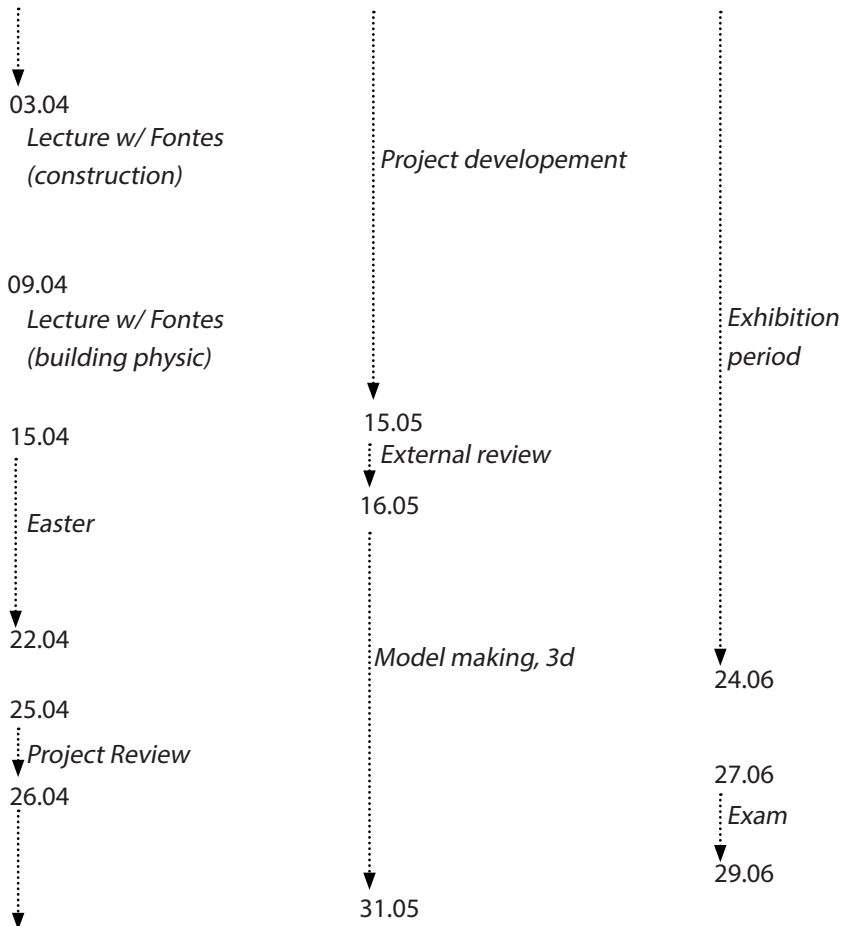 03.04
Lecture w/ Fontes
(construction)
09.04
Lecture w/ Fontes
(building physic)
15.04
Easter
22.04
25.04
Project Review
26.04
Project developement
15.05
External review
16.05
Model making, 3d
31.05
Exhibition
period
24.06
27.06
Exam
29.06